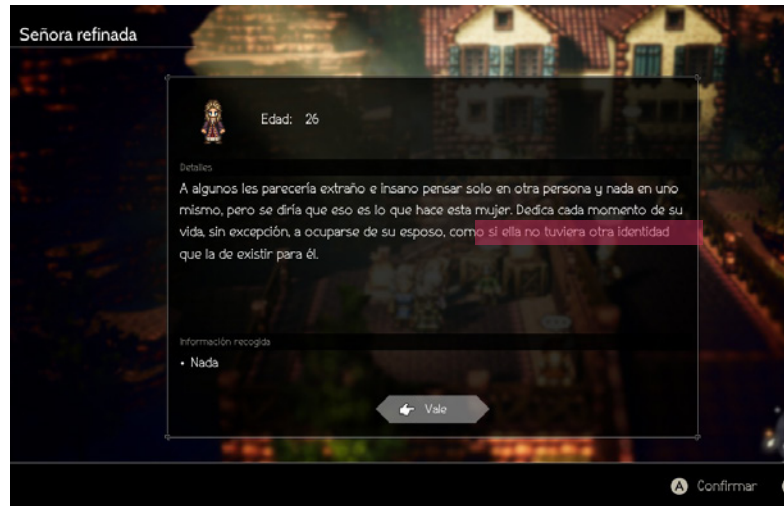 Señora refinada
Edad: 26
Detalles
A algunos les parecería extraño e insano pensar solo en otra persona y nada en uno
mismo, pero se diría que eso es lo que hace esta mujer. Dedica cada momento de su
vida, sin excepción, a ocuparse de su esposo, como si ella no tuviera otra identidad
que la de existir para él.
Información recogida
• Nada
Vale
A Confirmar